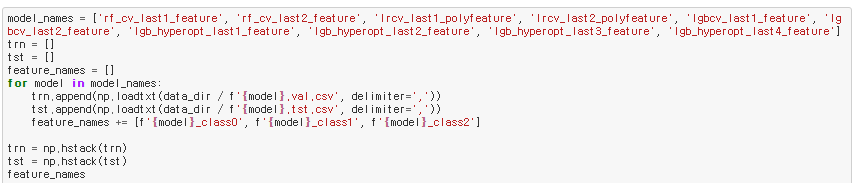 model_names = ['rf_cv_last1_feature', 'rf_cv_last2_feature', 'lrcv_last1_polyfeature', 'lrcv_last2_polyfeature', 'lgbcv_last1_feature', 'lg
bcv_last2_feature', 'lgb_hyperopt_last1_feature', 'lgb_hyperopt_last2_feature', 'lgb_hyperopt_last3_feature', 'lgb_hyperopt_last4_feature']
trn = []
tst = []
feature_names = []
for model in model_names:
    trn.append(np.loadtxt(data_dir / f'{model}.val.csv', delimiter=','))
    tst.append(np.loadtxt(data_dir / f'{model}.tst.csv', delimiter=','))
    feature_names += [f'{model}_class0', f'{model}_class1', f'{model}_class2']

trn = np.hstack(trn)
tst = np.hstack(tst)
feature_names